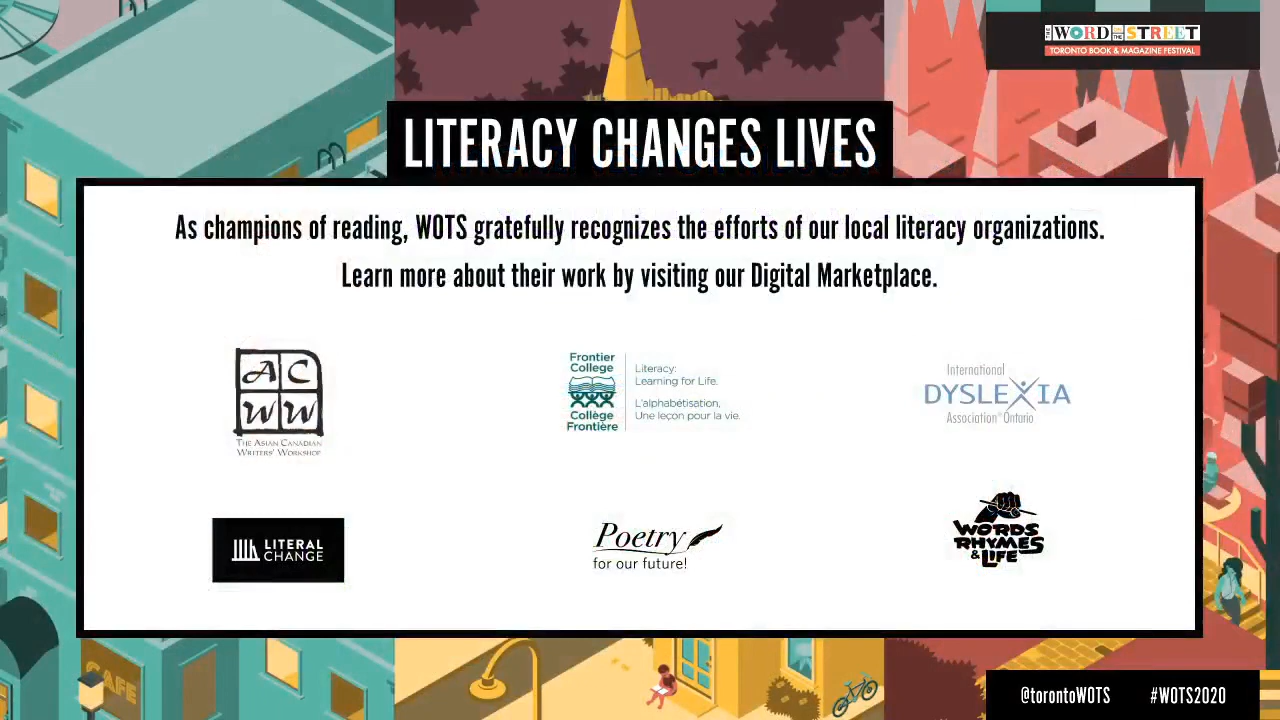 THE WORD ON THE STREET
TORONTO BOOK & MAGAZINE FESTIVAL
LITERACY CHANGES LIVES
As champions of reading, WOTS gratefully recognizes the efforts of our local literacy organizations.
Learn more about their work by visiting our Digital Marketplace.
AC
WW
THE ASIAN CANADIAN
WRITERS' WORKSHOP
Frontier
College
Collège
Frontière
Literacy:
Learning for Life.
L'alphabétisation,
Une leçon pour la vie.
International
DYSLEXIA
Association® Ontario
LITERAL
CHANGE
Poetry
for our future!
WORDS
RHYMES
& LIFE
CAFE
@torontoWOTS #WOTS2020